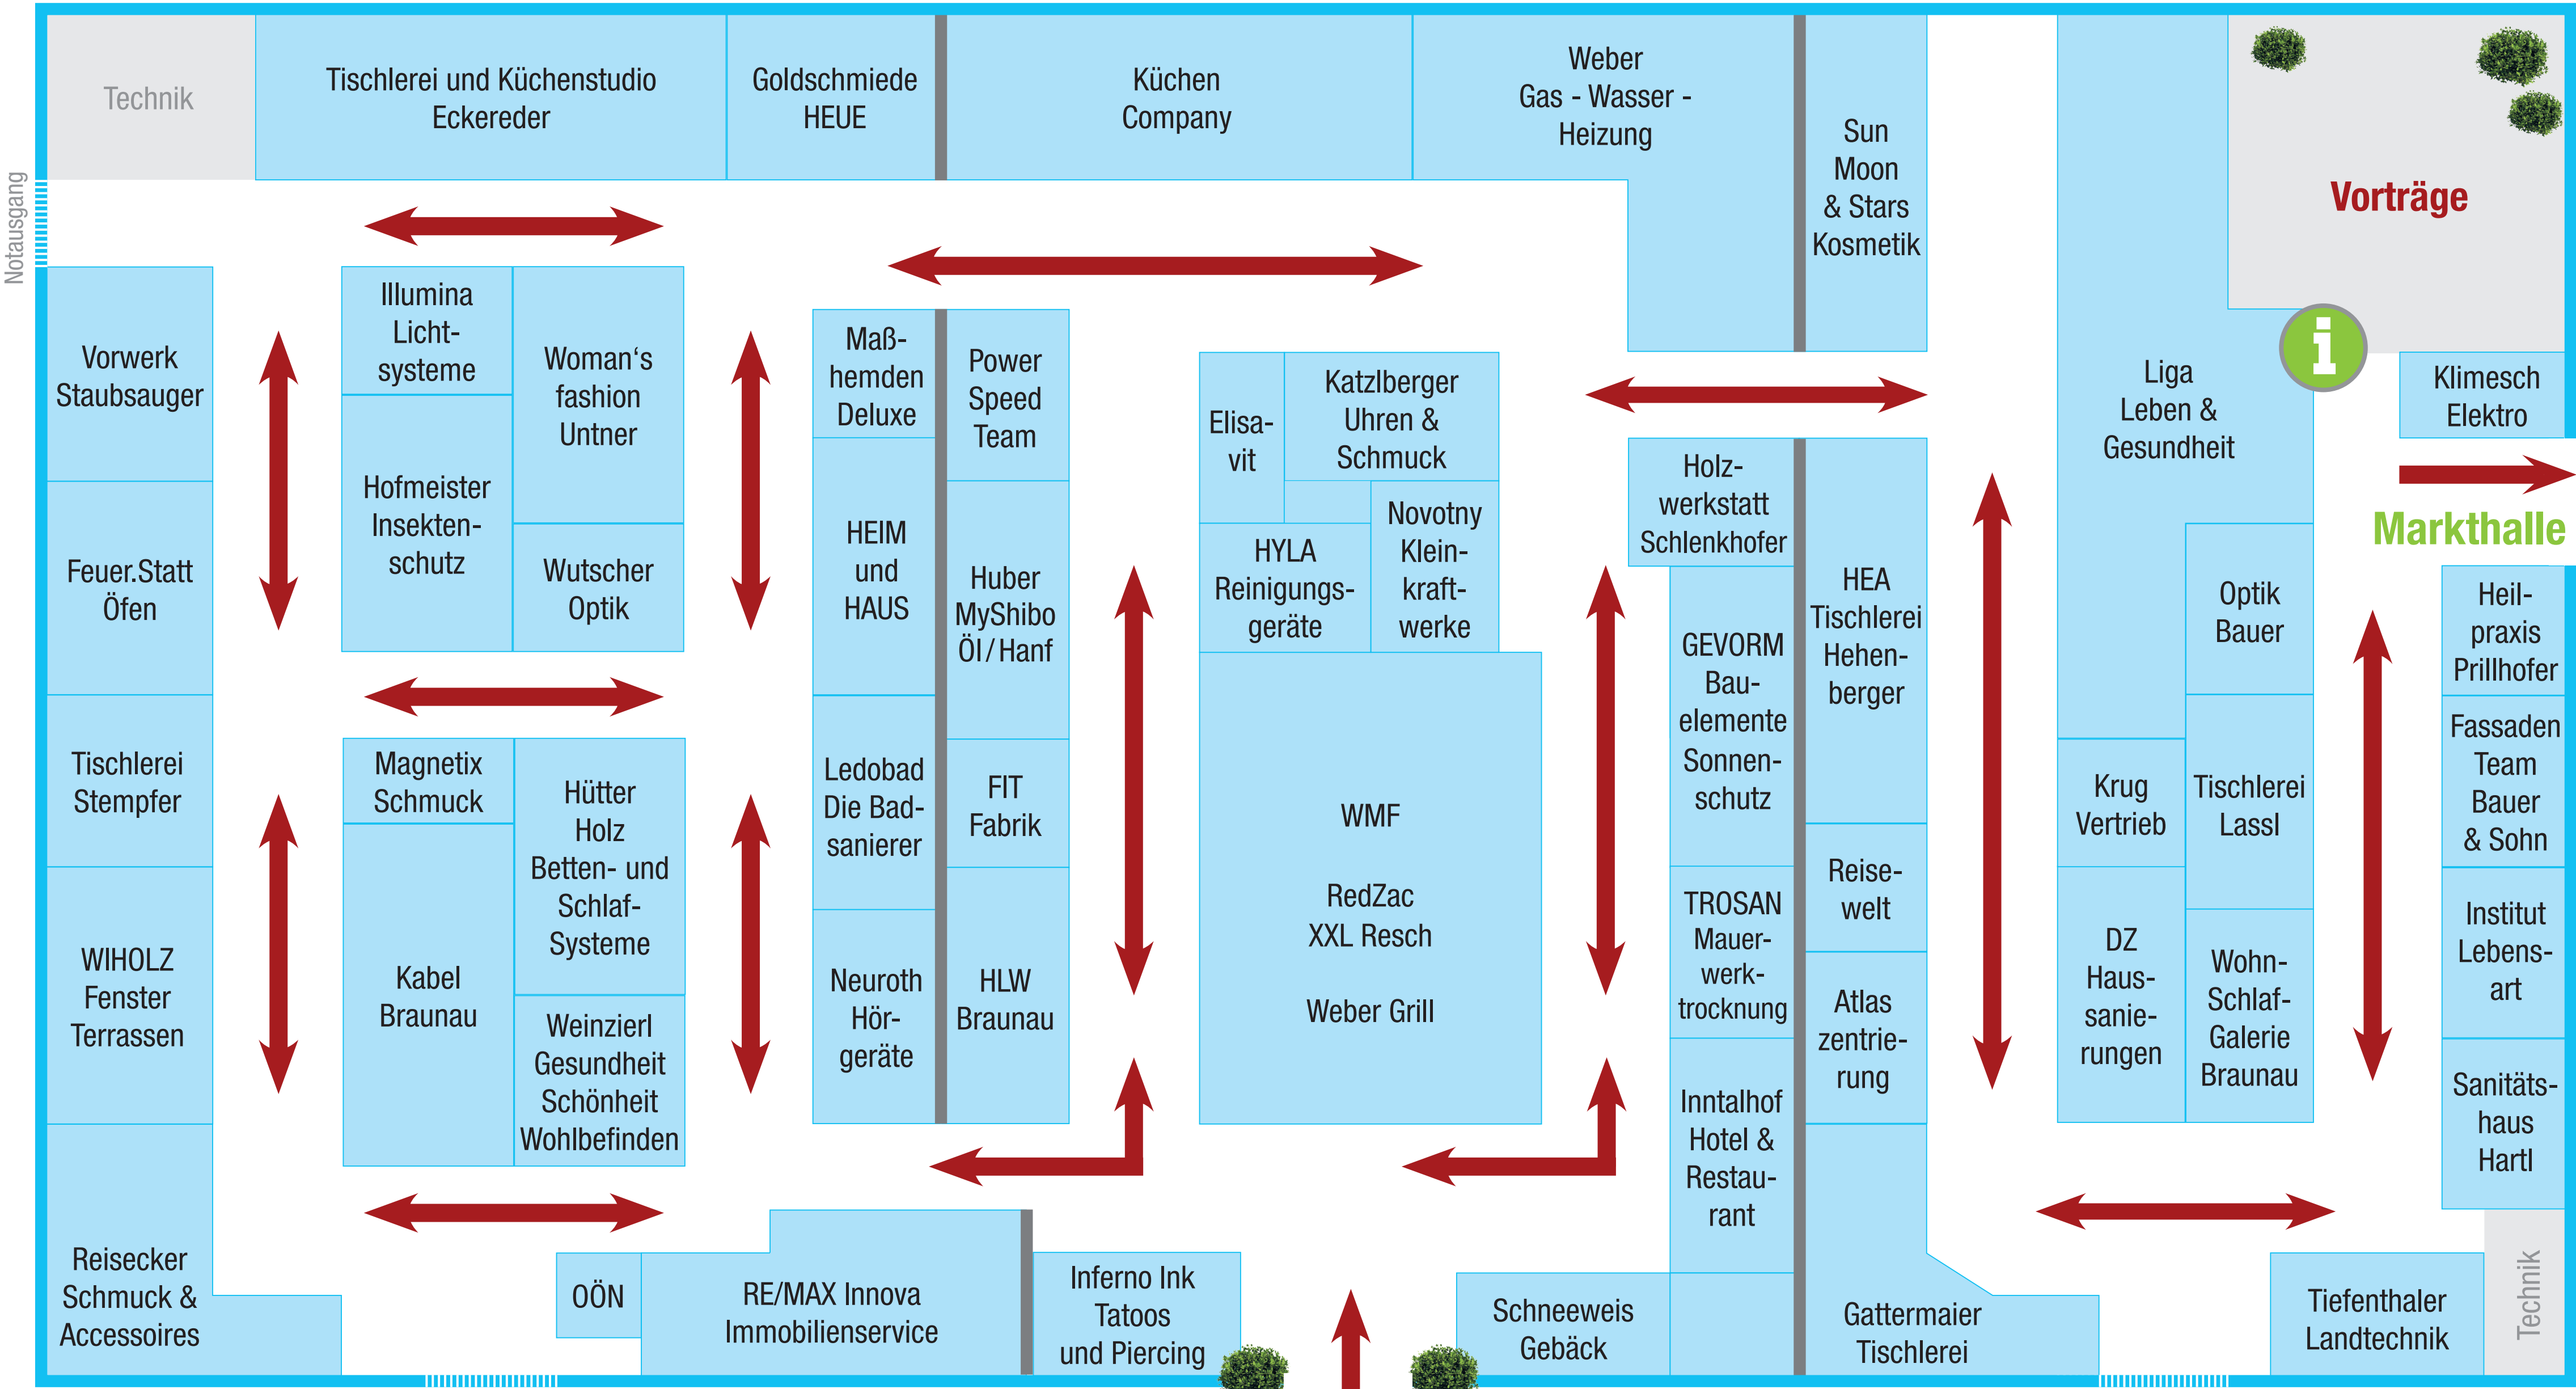 Technik
Tischlerei und Küchenstudio
Eckereder
Goldschmiede
HEUE
Küchen
Company
Weber
Gas - Wasser -
Heizung
Sun
Moon
& Stars
Kosmetik
Vorträge
Notausgang
Vorwerk
Staubsauger
Feuer.Statt
Öfen
Tischlerei
Stempfer
WIHOLZ
Fenster
Terrassen
Reisecker
Schmuck &
Accessoires
Illumina
Licht-
systeme
Hofmeister
Insekten-
schutz
Woman‘s
fashion
Untner
Wutscher
Optik
Magnetix
Schmuck
Kabel
Braunau
Hütter
Holz
Betten- und
Schlaf-
Systeme
Weinzierl
Gesundheit
Schönheit
Wohlbefinden
Maß-
hemden
Deluxe
HEIM
und
HAUS
Ledobad
Die Bad-
sanierer
Neuroth
Hör-
geräte
Power
Speed
Team
Huber
MyShibo
Öl / Hanf
FIT
Fabrik
HLW
Braunau
Elisa-
vit
Katzlberger
Uhren &
Schmuck
HYLA
Reinigungs-
geräte
Novotny
Klein-
kraft-
werke
WMF
RedZac
XXL Resch
Weber Grill
Holz-
werkstatt
Schlenkhofer
GEVORM
Bau-
elemente
Sonnen-
schutz
TROSAN
Mauer-
werk-
trocknung
Inntalhof
Hotel &
Restau-
rant
HEA
Tischlerei
Hehen-
berger
Reise-
welt
Atlas
zentrie-
rung
Gattermaier
Tischlerei
Liga
Leben &
Gesundheit
i
Klimesch
Elektro
Markthalle
Optik
Bauer
Krug
Vertrieb
Tischlerei
Lassl
DZ
Haus-
sanie-
rungen
Wohn-
Schlaf-
Galerie
Braunau
Heil-
praxis
Prillhofer
Fassaden
Team
Bauer
& Sohn
Institut
Lebens-
art
Sanitäts-
haus
Hartl
OÖN
RE/MAX Innova
Immobilienservice
Inferno Ink
Tatoos
und Piercing
Schneeweis
Gebäck
Tiefenthaler
Landtechnik
Technik